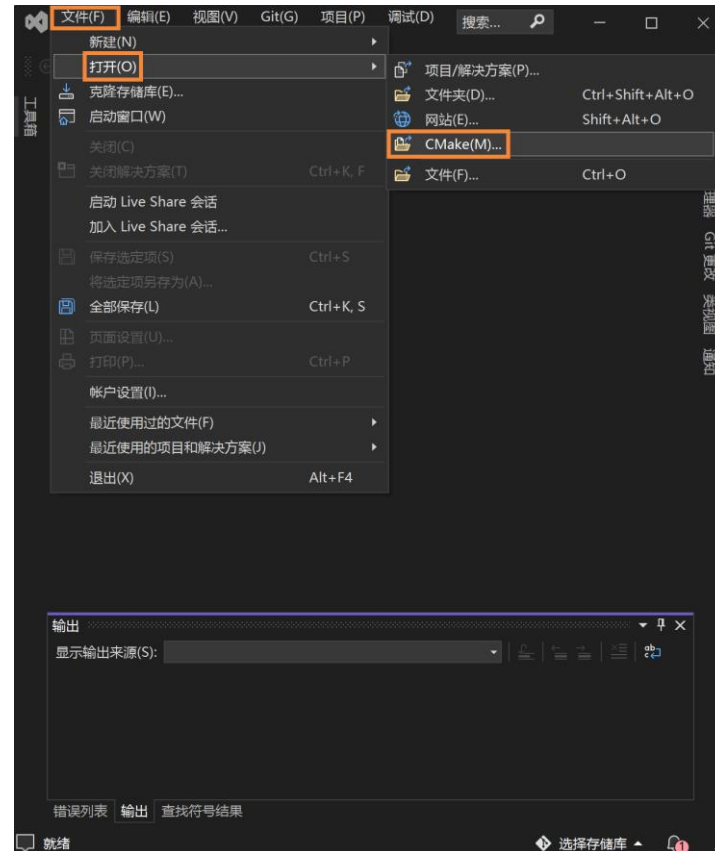 文件(F) 编辑(E) 视图(V) Git(G) 项目(P) 调试(D) 搜索...
新建(N)
打开(O)
克隆存储库(E)...
启动窗口(W)
关闭(C)
关闭解决方案(T) Ctrl+K, F
启动 Live Share 会话
加入 Live Share 会话...
保存选定项(S) Ctrl+S
将选定项另存为(A)...
全部保存(L) Ctrl+K, S
页面设置(U)...
打印(P)... Ctrl+P
帐户设置(I)...
最近使用过的文件(F)
最近使用的项目和解决方案(J)
退出(X) Alt+F4
项目/解决方案(P)...
文件夹(D)... Ctrl+Shift+Alt+O
网站(E)... Shift+Alt+O
CMake(M)...
文件(F)... Ctrl+O
工具箱
理器
Git 更改
类视图
通知
输出
显示输出来源(S):
错误列表 输出 查找符号结果
就绪 选择存储库 1